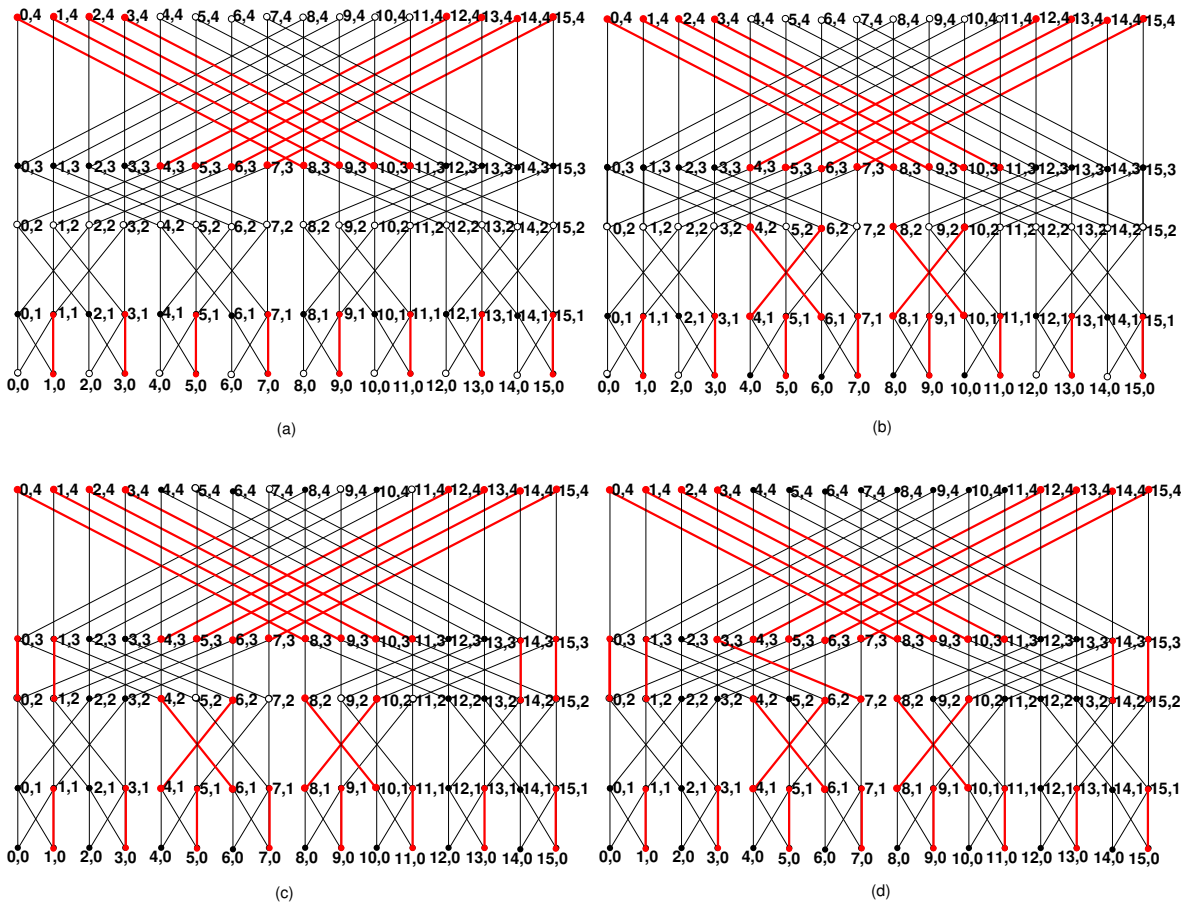 0,4 1,4 2,4 3,4 4,4 5,4 6,4 7,4 8,4 9,4 10,4 11,4 12,4 13,4 14,4 15,4
0,3 1,3 2,3 3,3 4,3 5,3 6,3 7,3 8,3 9,3 10,3 11,3 12,3 13,3 14,3 15,3
0,2 1,2 2,2 3,2 4,2 5,2 6,2 7,2 8,2 9,2 10,2 11,2 12,2 13,2 14,2 15,2
0,1 1,1 2,1 3,1 4,1 5,1 6,1 7,1 8,1 9,1 10,1 11,1 12,1 13,1 14,1 15,1
0,0 1,0 2,0 3,0 4,0 5,0 6,0 7,0 8,0 9,0 10,0 11,0 12,0 13,0 14,0 15,0
(a)
0,4 1,4 2,4 3,4 4,4 5,4 6,4 7,4 8,4 9,4 10,4 11,4 12,4 13,4 14,4 15,4
0,3 1,3 2,3 3,3 4,3 5,3 6,3 7,3 8,3 9,3 10,3 11,3 12,3 13,3 14,3 15,3
0,2 1,2 2,2 3,2 4,2 5,2 6,2 7,2 8,2 9,2 10,2 11,2 12,2 13,2 14,2 15,2
0,1 1,1 2,1 3,1 4,1 5,1 6,1 7,1 8,1 9,1 10,1 11,1 12,1 13,1 14,1 15,1
0,0 1,0 2,0 3,0 4,0 5,0 6,0 7,0 8,0 9,0 10,0 11,0 12,0 13,0 14,0 15,0
(b)
0,4 1,4 2,4 3,4 4,4 5,4 6,4 7,4 8,4 9,4 10,4 11,4 12,4 13,4 14,4 15,4
0,3 1,3 2,3 3,3 4,3 5,3 6,3 7,3 8,3 9,3 10,3 11,3 12,3 13,3 14,3 15,3
0,2 1,2 2,2 3,2 4,2 5,2 6,2 7,2 8,2 9,2 10,2 11,2 12,2 13,2 14,2 15,2
0,1 1,1 2,1 3,1 4,1 5,1 6,1 7,1 8,1 9,1 10,1 11,1 12,1 13,1 14,1 15,1
0,0 1,0 2,0 3,0 4,0 5,0 6,0 7,0 8,0 9,0 10,0 11,0 12,0 13,0 14,0 15,0
(c)
0,4 1,4 2,4 3,4 4,4 5,4 6,4 7,4 8,4 9,4 10,4 11,4 12,4 13,4 14,4 15,4
0,3 1,3 2,3 3,3 4,3 5,3 6,3 7,3 8,3 9,3 10,3 11,3 12,3 13,3 14,3 15,3
0,2 1,2 2,2 3,2 4,2 5,2 6,2 7,2 8,2 9,2 10,2 11,2 12,2 13,2 14,2 15,2
0,1 1,1 2,1 3,1 4,1 5,1 6,1 7,1 8,1 9,1 10,1 11,1 12,1 13,1 14,1 15,1
0,0 1,0 2,0 3,0 4,0 5,0 6,0 7,0 8,0 9,0 10,0 11,0 12,0 13,0 14,0 15,0
(d)